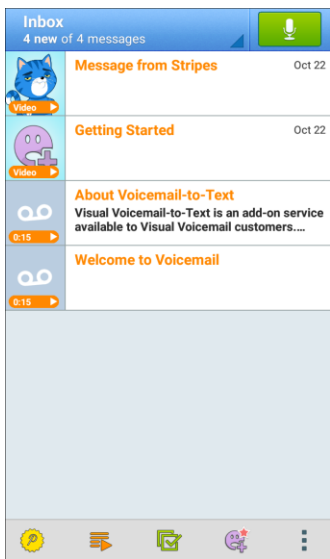 Inbox
4 new of 4 messages
Message from Stripes
Oct 22
Video
Getting Started
Oct 22
Video
About Voicemail-to-Text
Visual Voicemail-to-Text is an add-on service
available to Visual Voicemail customers....
0:15
Welcome to Voicemail
0:15
P